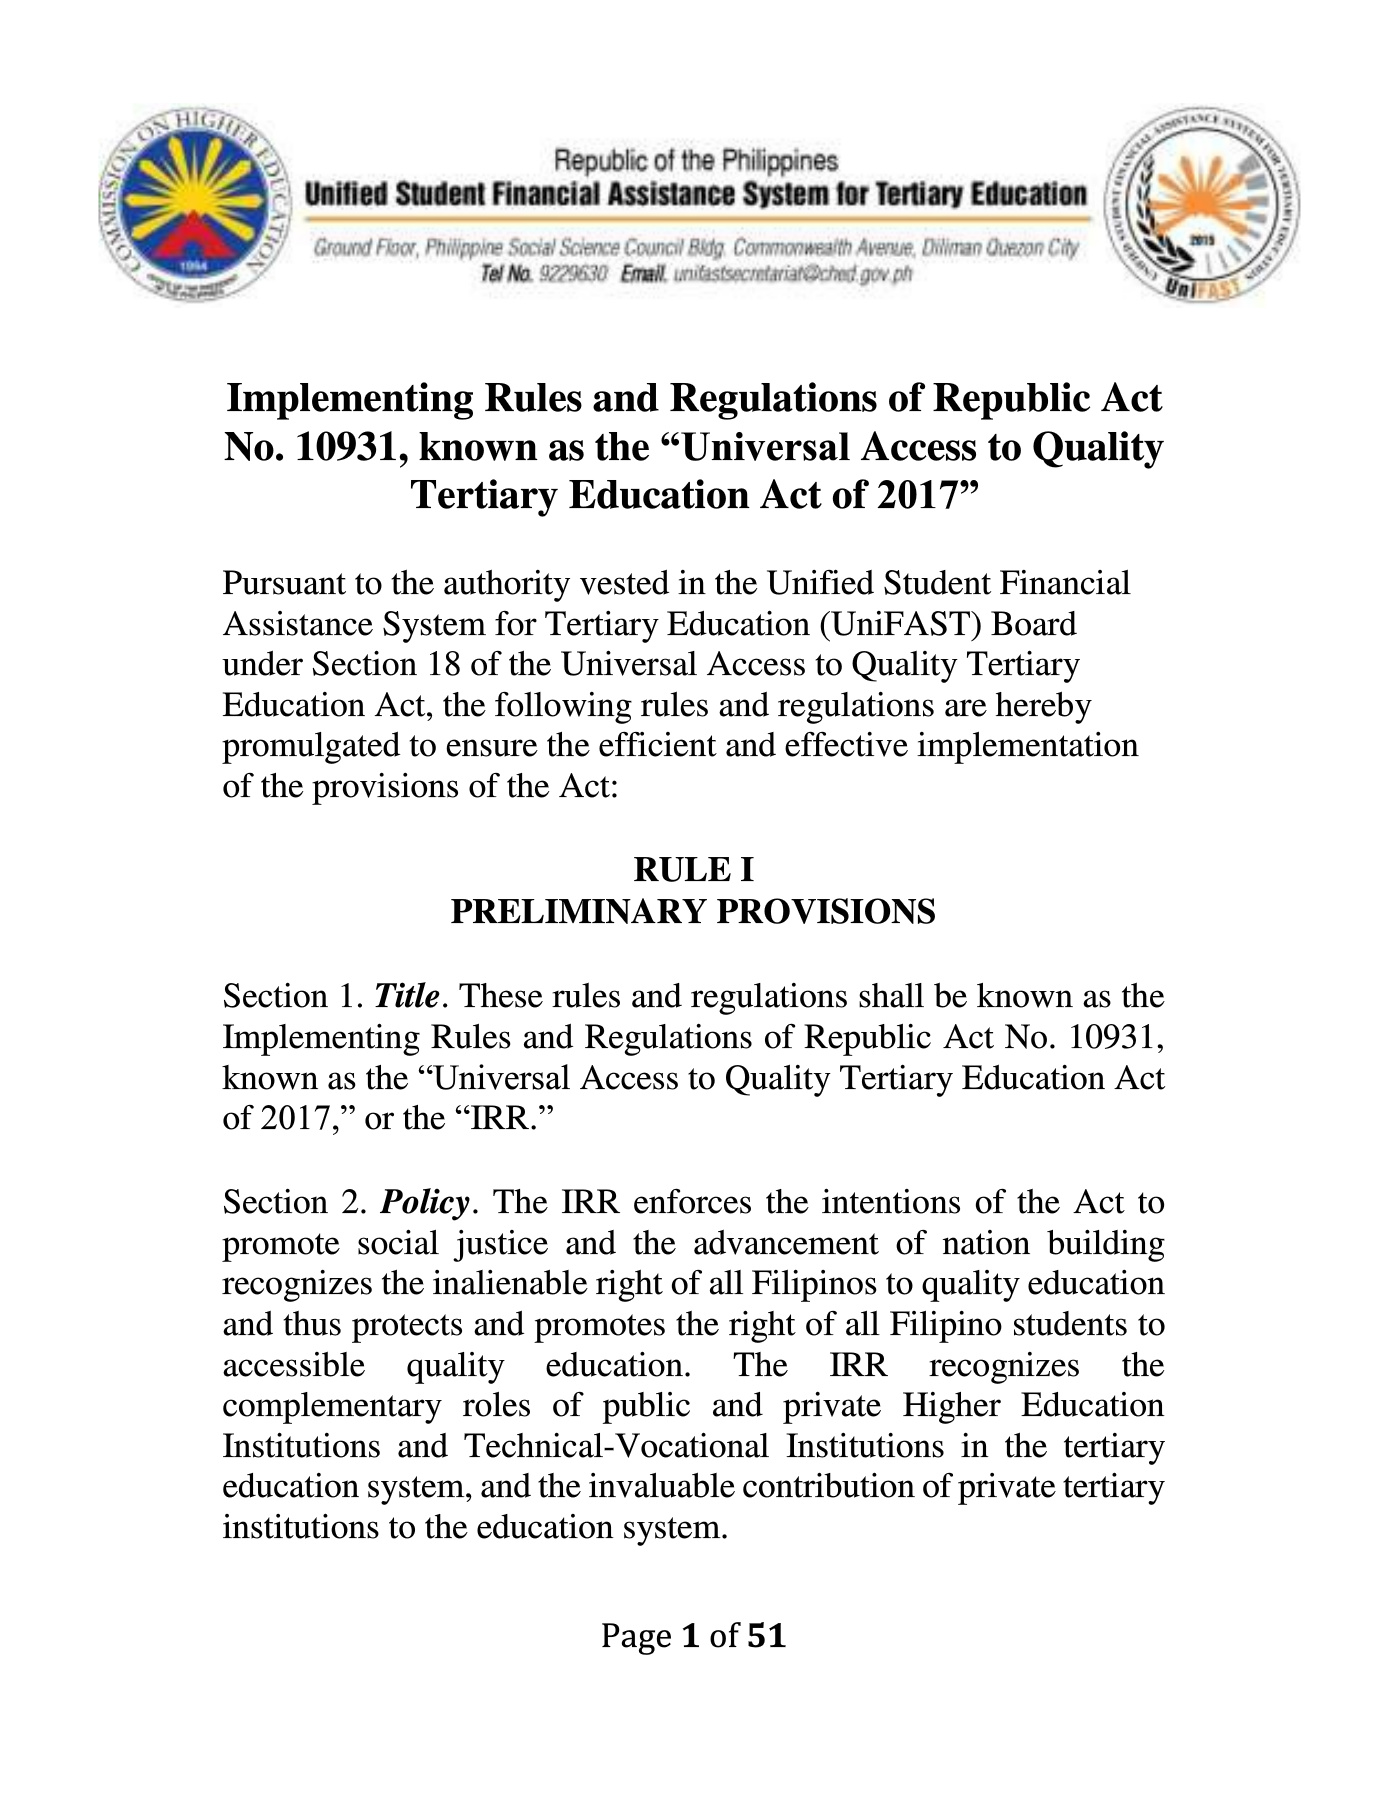 COMMISSION ON HIGHER EDUCATION
1994
OFFICE OF THE PRESIDENT
OF THE PHILIPPINES
Republic of the Philippines
Unified Student Financial Assistance System for Tertiary Education
Ground Floor, Philippine Social Science Council Bldg. Commonwealth Avenue, Diliman Quezon City
Tel No. 9229630 Email. unifastsecretariat@ched.gov.ph
UNIFIED STUDENT FINANCIAL ASSISTANCE SYSTEM FOR TERTIARY EDUCATION
2015
UniFAST
Implementing Rules and Regulations of Republic Act
No. 10931, known as the “Universal Access to Quality
Tertiary Education Act of 2017”
Pursuant to the authority vested in the Unified Student Financial
Assistance System for Tertiary Education (UniFAST) Board
under Section 18 of the Universal Access to Quality Tertiary
Education Act, the following rules and regulations are hereby
promulgated to ensure the efficient and effective implementation
of the provisions of the Act:
RULE I
PRELIMINARY PROVISIONS
Section 1. Title. These rules and regulations shall be known as the
Implementing Rules and Regulations of Republic Act No. 10931,
known as the “Universal Access to Quality Tertiary Education Act
of 2017,” or the “IRR.”
Section 2. Policy. The IRR enforces the intentions of the Act to
promote social justice and the advancement of nation building
recognizes the inalienable right of all Filipinos to quality education
and thus protects and promotes the right of all Filipino students to
accessible quality education. The IRR recognizes the
complementary roles of public and private Higher Education
Institutions and Technical-Vocational Institutions in the tertiary
education system, and the invaluable contribution of private tertiary
institutions to the education system.
Page 1 of 51